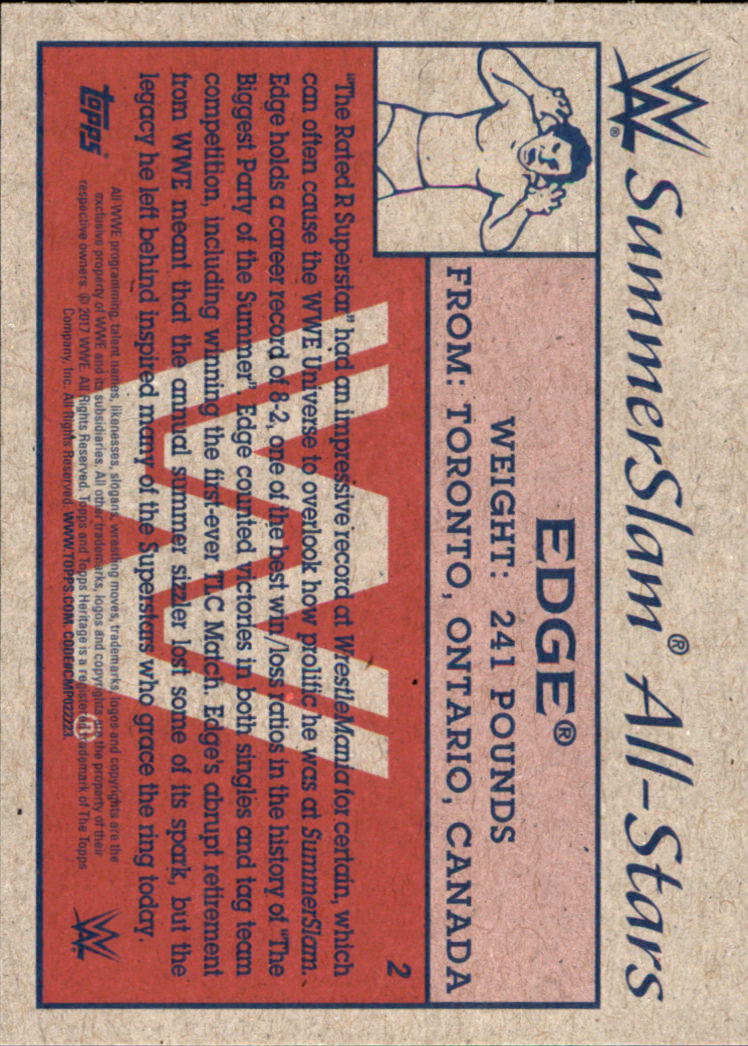 W
SummerSlam® All-Stars
EDGE®
WEIGHT: 241 POUNDS
FROM: TORONTO, ONTARIO, CANADA
2
"The Rated R Superstar" had an impressive record at WrestleMania for certain, which
can often cause the WWE Universe to overlook how prolific he was at SummerSlam.
Edge holds a career record of 8-2, one of the best win/loss ratios in the history of "The
Biggest Party of the Summer". Edge counted victories in both singles and tag team
competition, including winning the first-ever TLC Match. Edge's abrupt retirement
from WWE meant that the annual summer sizzler lost some of its spark, but the
legacy he left behind inspired many of the Superstars who grace the ring today.
topps
All WWE programming, talent names, likenesses, slogans, wrestling moves, trademarks, logos and copyrights are the
exclusive property of WWE and its subsidiaries. All other trademarks, logos and copyrights are the property of their
respective owners. © 2017 WWE. All Rights Reserved. Topps and Topps Heritage is a registered trademark of The Topps
Company, Inc. All Rights Reserved. WWW.TOPPS.COM CODE#CMP022723
W